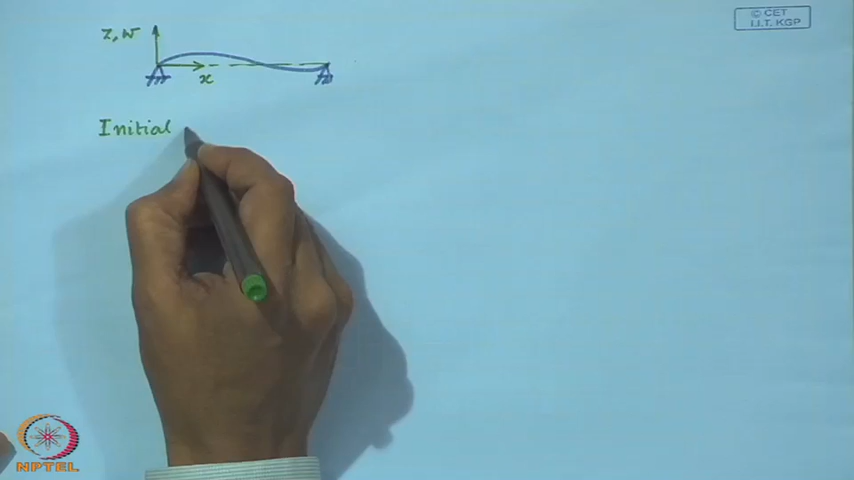 © CET
I.I.T. KGP
z, w
x
Initial
NPTEL